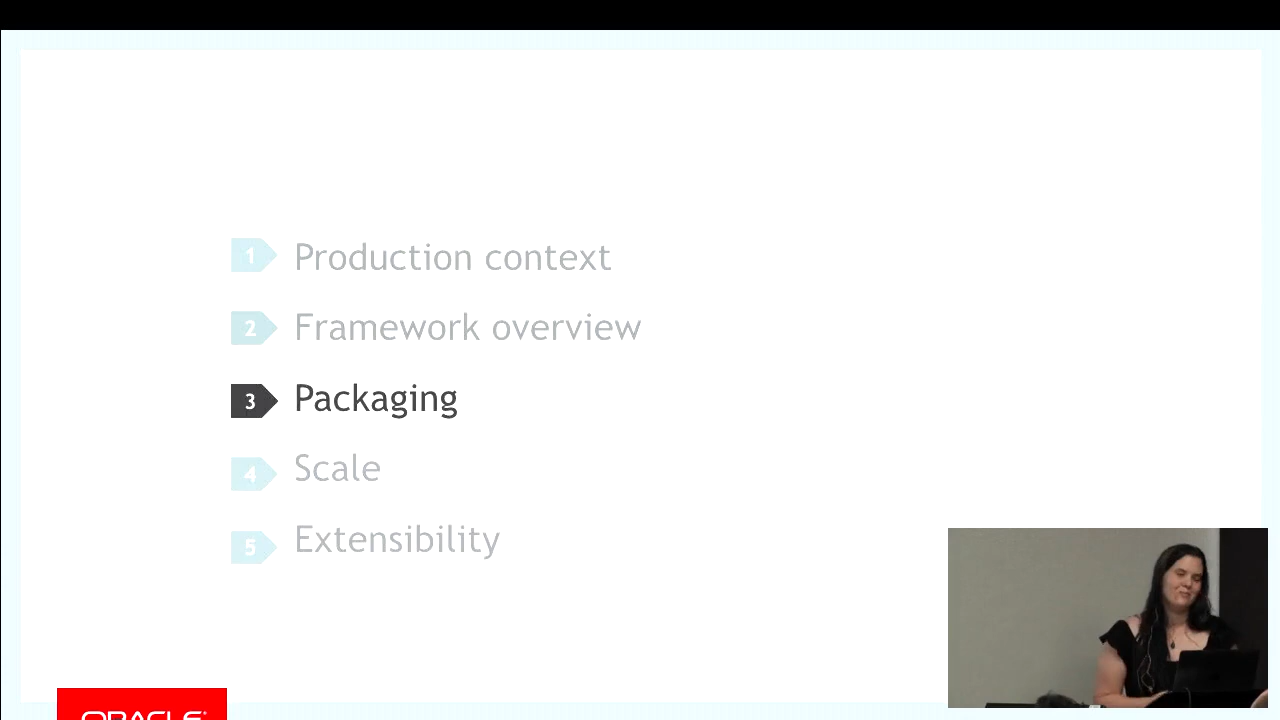 1 Production context
2 Framework overview
3 Packaging
4 Scale
5 Extensibility
ORACLE